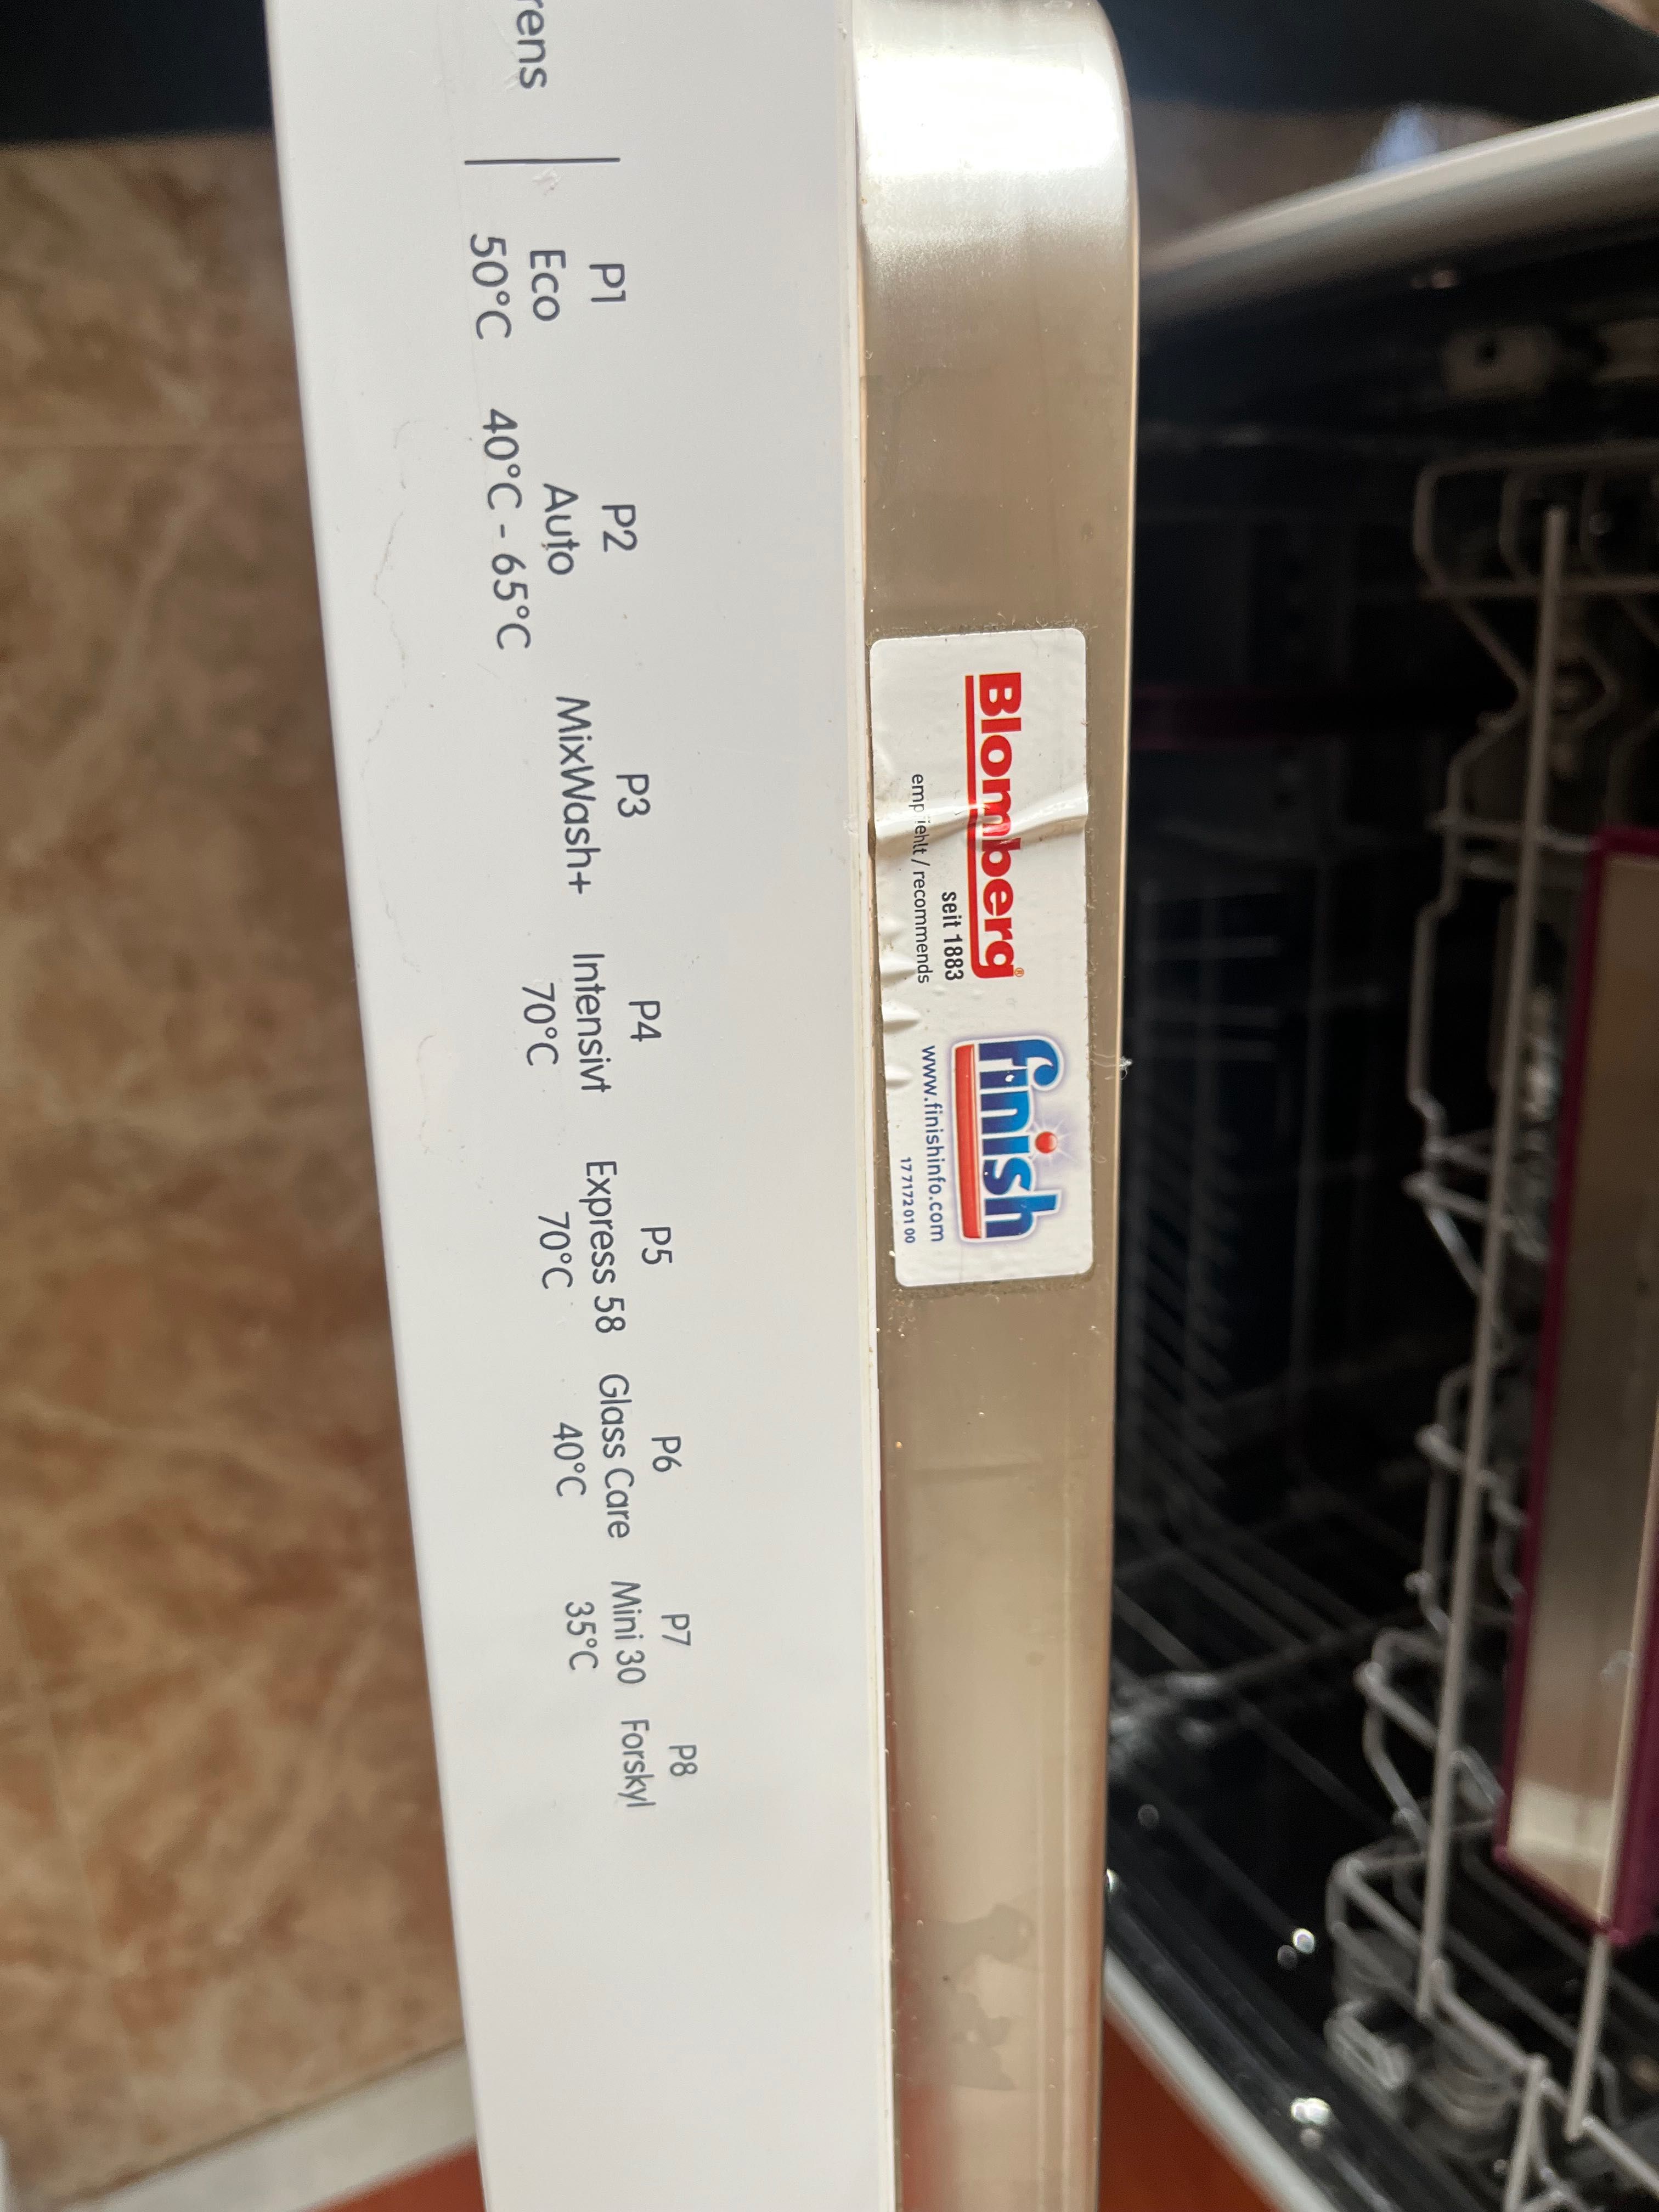 P1
Eco
50°C
P2
Auto
40°C - 65°C
P3
MixWash+
P4
Intensivt
70°C
P5
Express 58
70°C
P6
Glass Care
40°C
P7
Mini 30
35°C
P8
Forskyl
Blomberg®
seit 1883
empfiehlt / recommends
finish
www.finishinfo.com
17 7172 01 00